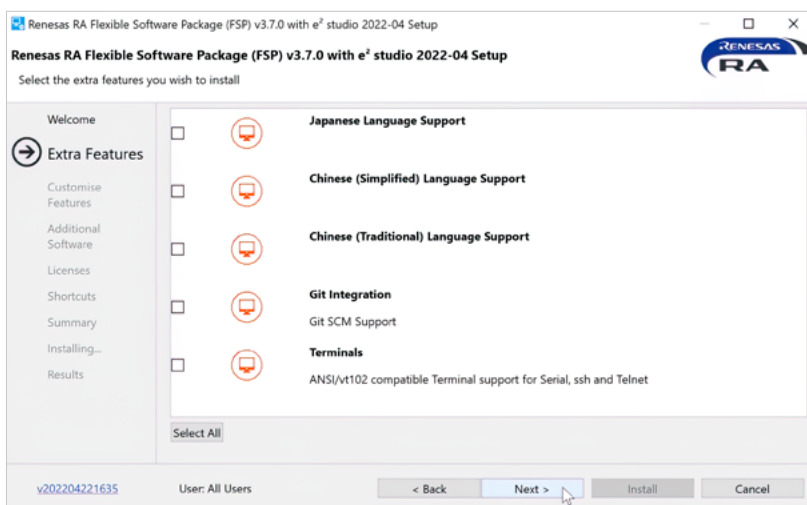 Renesas RA Flexible Software Package (FSP) v3.7.0 with e² studio 2022-04 Setup
Renesas RA Flexible Software Package (FSP) v3.7.0 with e² studio 2022-04 Setup
Select the extra features you wish to install
RENESAS
RA
Welcome
Extra Features
Customise
Features
Additional
Software
Licenses
Shortcuts
Summary
Installing...
Results
Japanese Language Support
Chinese (Simplified) Language Support
Chinese (Traditional) Language Support
Git Integration
Git SCM Support
Terminals
ANSI/vt102 compatible Terminal support for Serial, ssh and Telnet
Select All
v202204221635
User: All Users
< Back
Next >
Install
Cancel